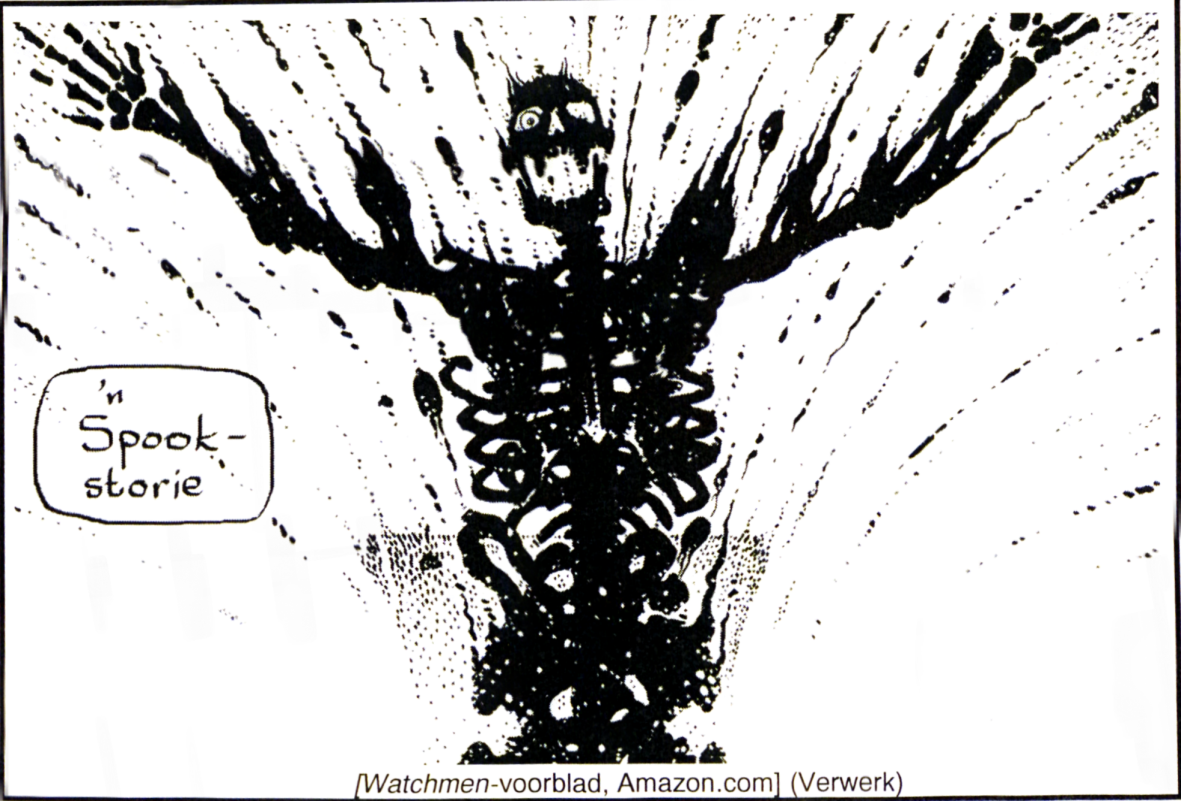 'n
Spook-
storie
[Watchmen-voorblad, Amazon.com] (Verwerk)